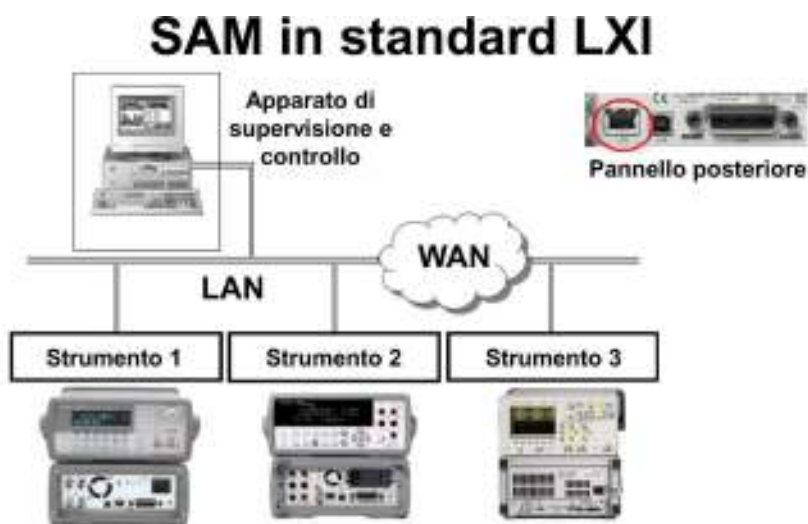 SAM in standard LXI
Apparato di
supervisione e
controllo
Pannello posteriore
WAN
LAN
Strumento 1
Strumento 2
Strumento 3